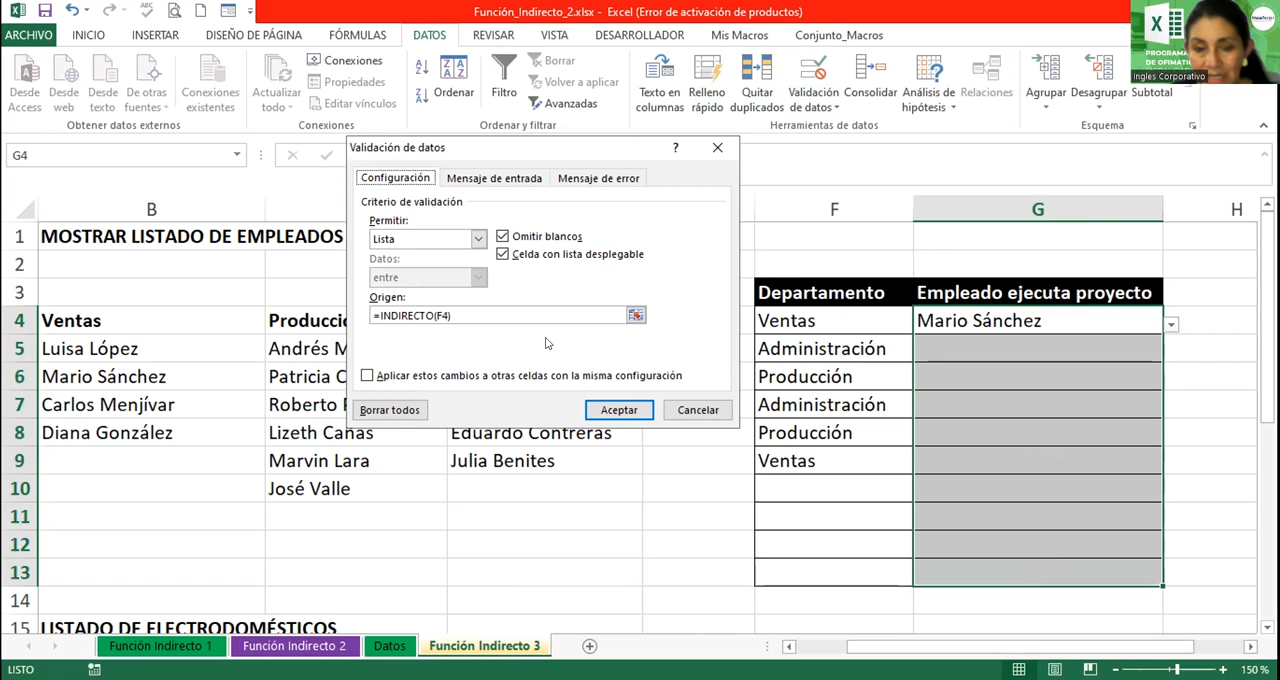 Función_Indirecto_2.xlsx - Excel (Error de activación de productos)
ARCHIVO INICIO INSERTAR DISEÑO DE PÁGINA FÓRMULAS DATOS REVISAR VISTA DESARROLLADOR Mis Macros Conjunto_Macros
Ingles Corporativo
Desde Access
Desde web
Desde texto
De otras fuentes
Conexiones existentes
Obtener datos externos
Actualizar todo
Conexiones
Propiedades
Editar vínculos
Conexiones
Ordenar
Filtro
Borrar
Volver a aplicar
Avanzadas
Ordenar y filtrar
Texto en columnas
Relleno rápido
Quitar duplicados
Validación de datos
Consolidar
Análisis de hipótesis
Relaciones
Herramientas de datos
Agrupar
Desagrupar
Subtotal
Esquema
G4
Validación de datos ?
Configuración Mensaje de entrada Mensaje de error
Criterio de validación
Permitir:
Lista
Omitir blancos
Celda con lista desplegable
Datos:
entre
Origen:
=INDIRECTO(F4)
Aplicar estos cambios a otras celdas con la misma configuración
Borrar todos Aceptar Cancelar
B F G H
1 MOSTRAR LISTADO DE EMPLEADOS
2
3 Departamento Empleado ejecuta proyecto
4 Ventas Ventas Mario Sánchez
5 Luisa López Andrés M Administración
6 Mario Sánchez Patricia C Producción
7 Carlos Menjívar Roberto Administración
8 Diana González Lizeth Cañas Eduardo Contreras Producción
9 Marvin Lara Julia Benites Ventas
10 José Valle
11
12
13
14
15 LISTADO DE ELECTRODOMÉSTICOS
Función Indirecto 1 Función Indirecto 2 Datos Función Indirecto 3
LISTO 150 %